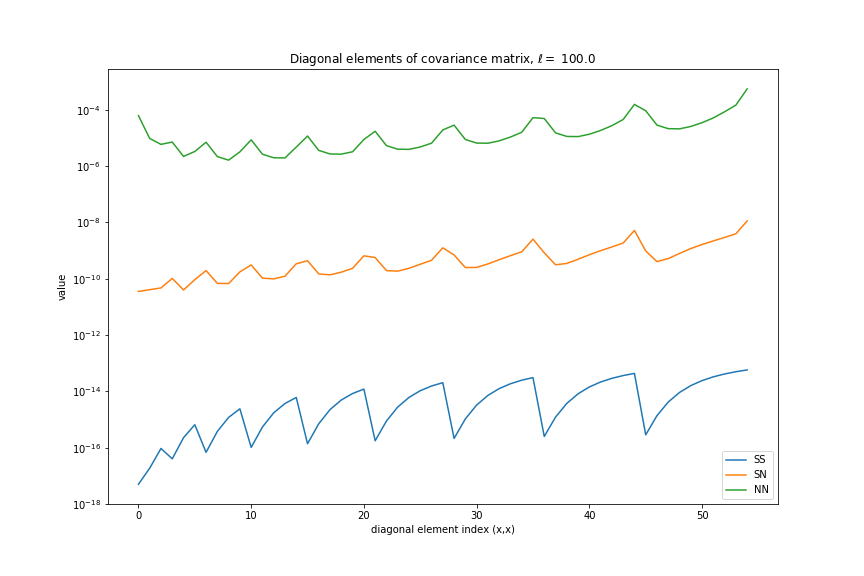 Diagonal elements of covariance matrix, ℓ = 100.0
value
10⁻⁴
10⁻⁶
10⁻⁸
10⁻¹⁰
10⁻¹²
10⁻¹⁴
10⁻¹⁶
10⁻¹⁸
0 10 20 30 40 50
diagonal element index (x,x)
SS
SN
NN